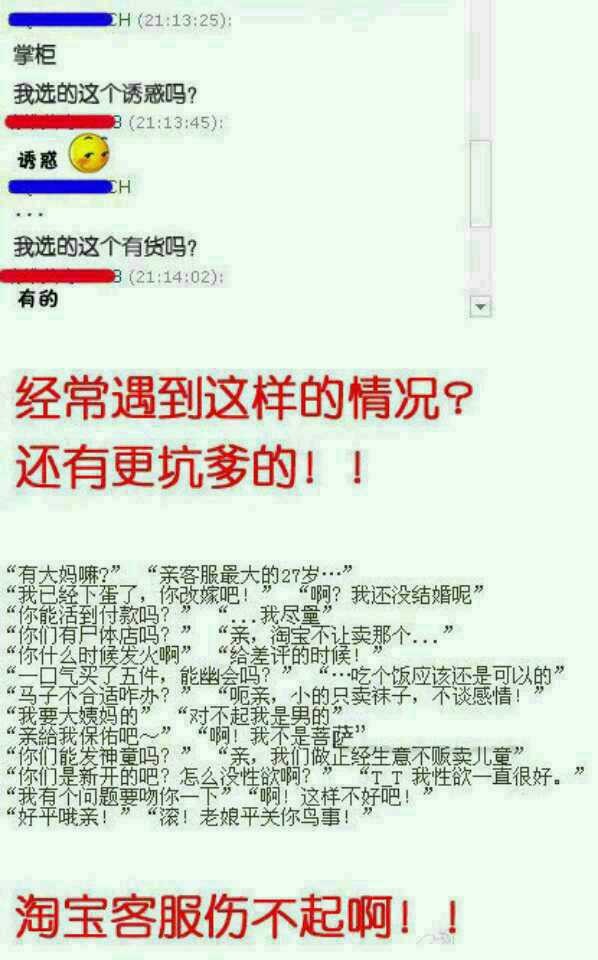 CH (21:13:25):
掌柜
我选的这个诱惑吗?
B (21:13:45):
诱惑
CH
...
我选的这个有货吗?
B (21:14:02):
有的
经常遇到这样的情况?
还有更坑爹的!!
“有大妈嘛?” “亲客服最大的27岁…”
“我已经下蛋了，你改嫁吧！” “啊？我还没结婚呢”
“你能活到付款吗？” “...我尽量”
“你们有尸体店吗？” “亲，淘宝不让卖那个...”
“你什么时候发火啊” “给差评的时候！”
“一口气买了五件，能幽会吗？” “…吃个饭应该还是可以的”
“马子不合适咋办？” “呃亲，小的只卖袜子，不谈感情！”
“我要大姨妈的” “对不起我是男的”
“亲給我保佑吧～” “啊！我不是菩萨”
“你们能发神童吗？” “亲，我们做正经生意不贩卖儿童”
“你们是新开的吧？怎么没性欲啊？” “T_T 我性欲一直很好。”
“我有个问题要吻你一下” “啊！这样不好吧！”
“好平哦亲！” “滚！老娘平关你鸟事！”
淘宝客服伤不起啊!!